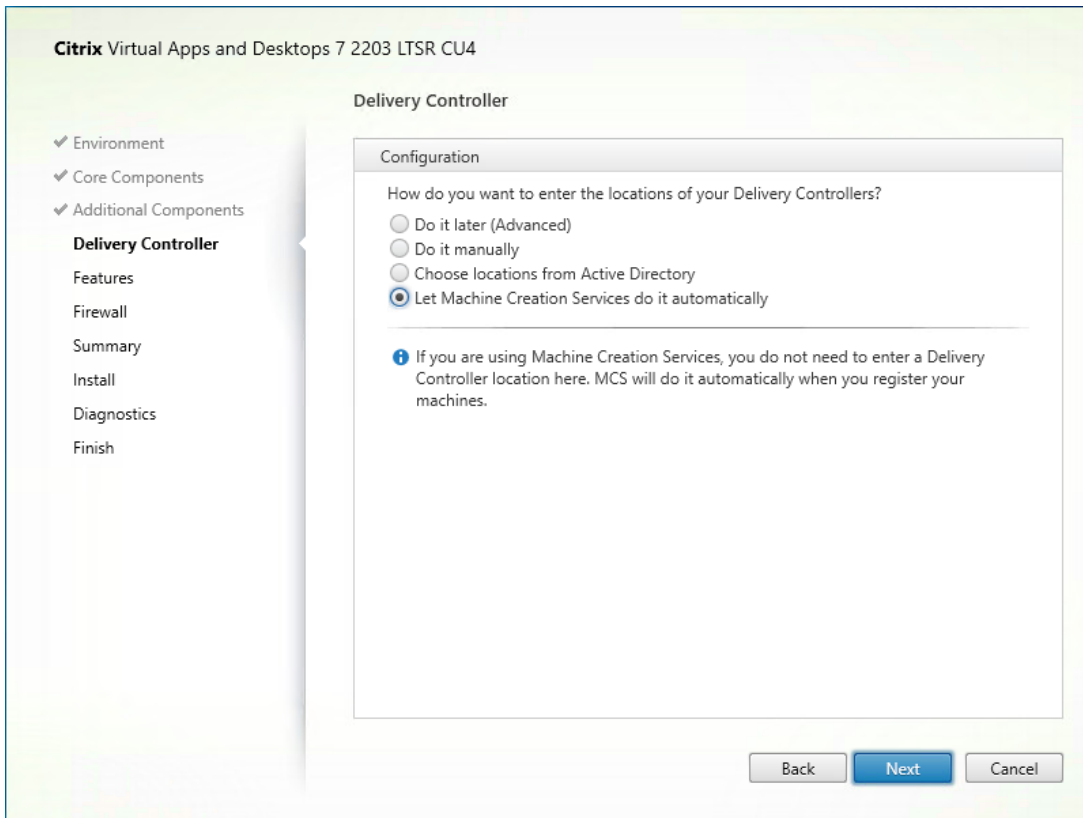 Citrix Virtual Apps and Desktops 7 2203 LTSR CU4
Delivery Controller
Environment
Core Components
Additional Components
Delivery Controller
Features
Firewall
Summary
Install
Diagnostics
Finish
Configuration
How do you want to enter the locations of your Delivery Controllers?
Do it later (Advanced)
Do it manually
Choose locations from Active Directory
Let Machine Creation Services do it automatically
If you are using Machine Creation Services, you do not need to enter a Delivery
Controller location here. MCS will do it automatically when you register your
machines.
Back
Next
Cancel